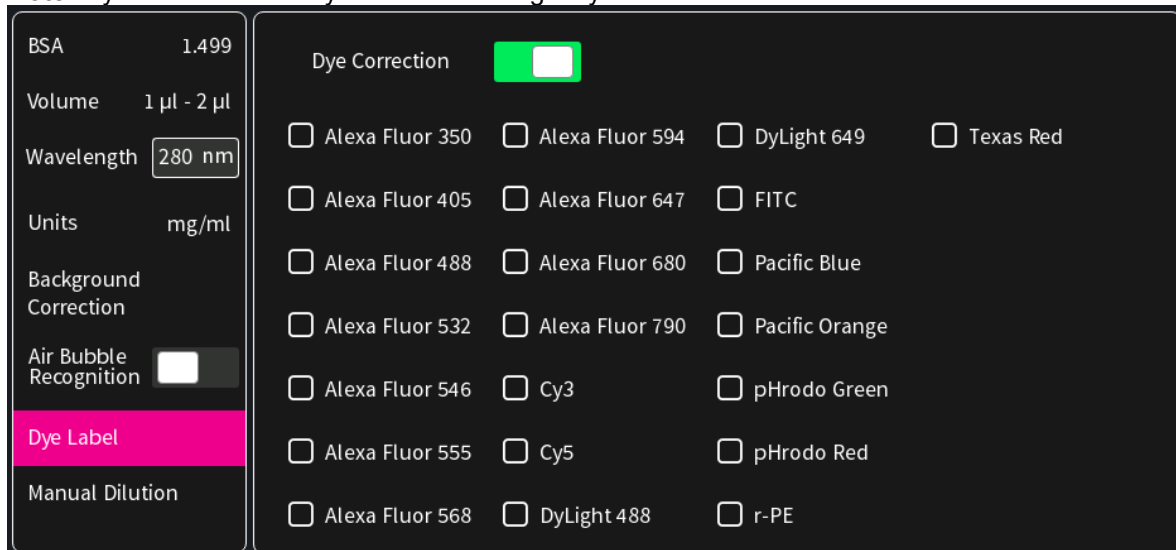 BSA 1.499
Volume 1 µl - 2 µl
Wavelength 280 nm
Units mg/ml
Background
Correction
Air Bubble
Recognition
Dye Label
Manual Dilution
Dye Correction
Alexa Fluor 350 Alexa Fluor 594 DyLight 649 Texas Red
Alexa Fluor 405 Alexa Fluor 647 FITC
Alexa Fluor 488 Alexa Fluor 680 Pacific Blue
Alexa Fluor 532 Alexa Fluor 790 Pacific Orange
Alexa Fluor 546 Cy3 pHrodo Green
Alexa Fluor 555 Cy5 pHrodo Red
Alexa Fluor 568 DyLight 488 r-PE